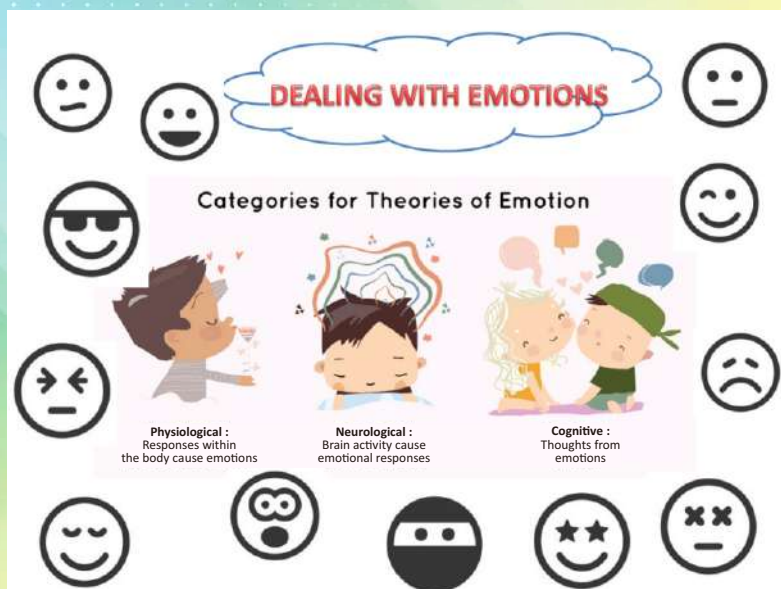 DEALING WITH EMOTIONS
Categories for Theories of Emotion
Physiological :
Responses within
the body cause emotions
Neurological :
Brain activity cause
emotional responses
Cognitive :
Thoughts from
emotions